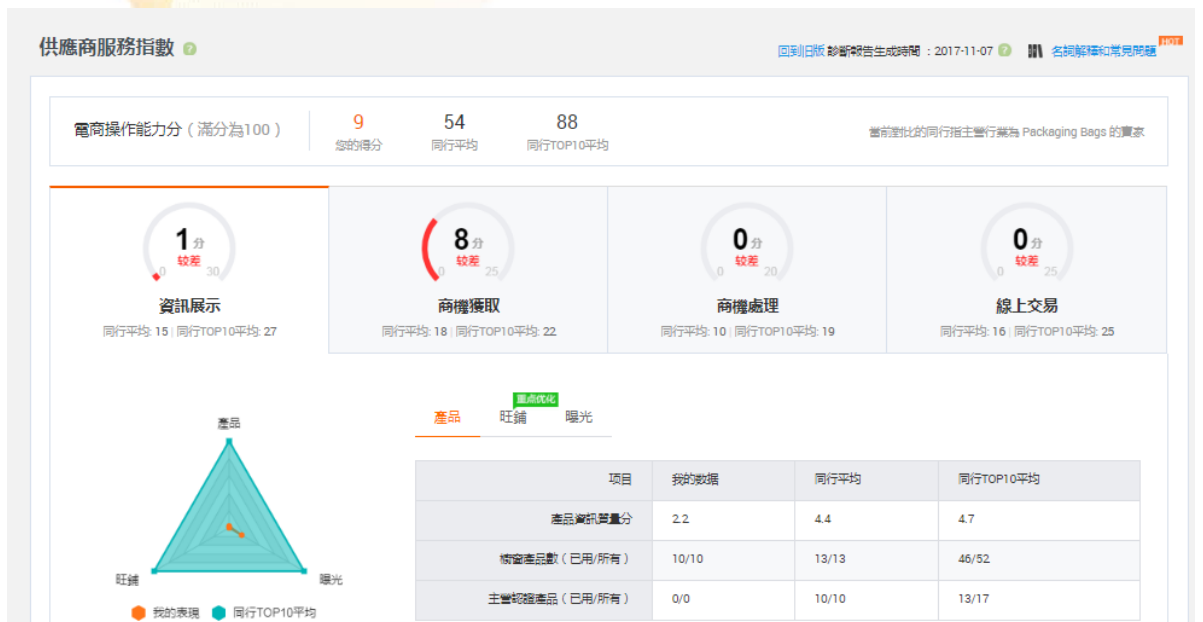 供應商服務指數 ?
回到旧版 診斷報告生成時間 : 2017-11-07 ? 名詞解釋和常見問題 HOT
電商操作能力分 ( 滿分為100 )
9 54 88
您的得分 同行平均 同行TOP10平均
當前對比的同行指主營行業為 Packaging Bags 的賣家
1 分 8 分 0 分 0 分
较差 较差 较差 较差
0 30 0 25 0 20 0 25
資訊展示 商機獲取 商機處理 線上交易
同行平均: 15 | 同行TOP10平均: 27 同行平均: 18 | 同行TOP10平均: 22 同行平均: 10 | 同行TOP10平均: 19 同行平均: 16 | 同行TOP10平均: 25
重点优化
產品 旺鋪 曝光
產品
旺鋪 曝光
我的表現 同行TOP10平均
项目 我的数据 同行平均 同行TOP10平均
產品資訊質量分 2.2 4.4 4.7
櫥窗產品數 ( 已用/所有 ) 10/10 13/13 46/52
主營認證產品 ( 已用/所有 ) 0/0 10/10 13/17